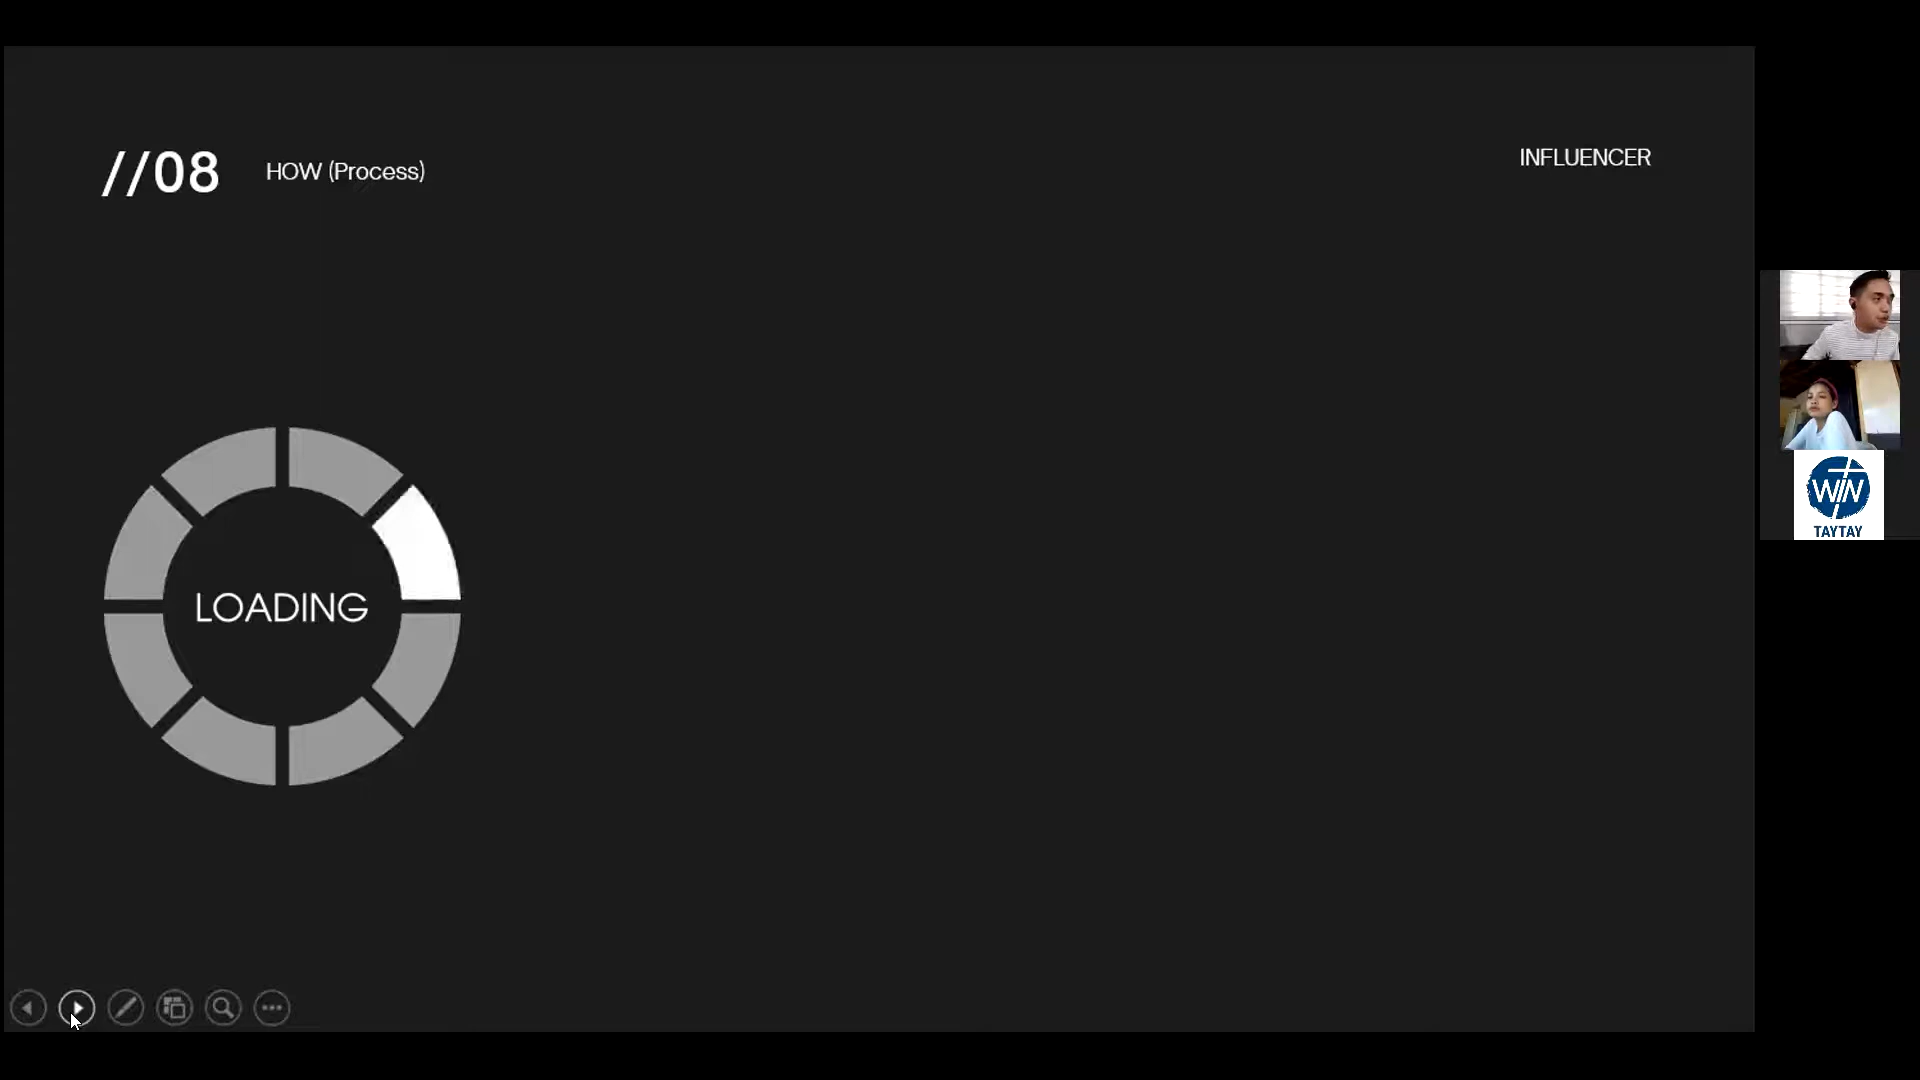 //08
HOW (Process)
INFLUENCER
LOADING
WIN
TAYTAY